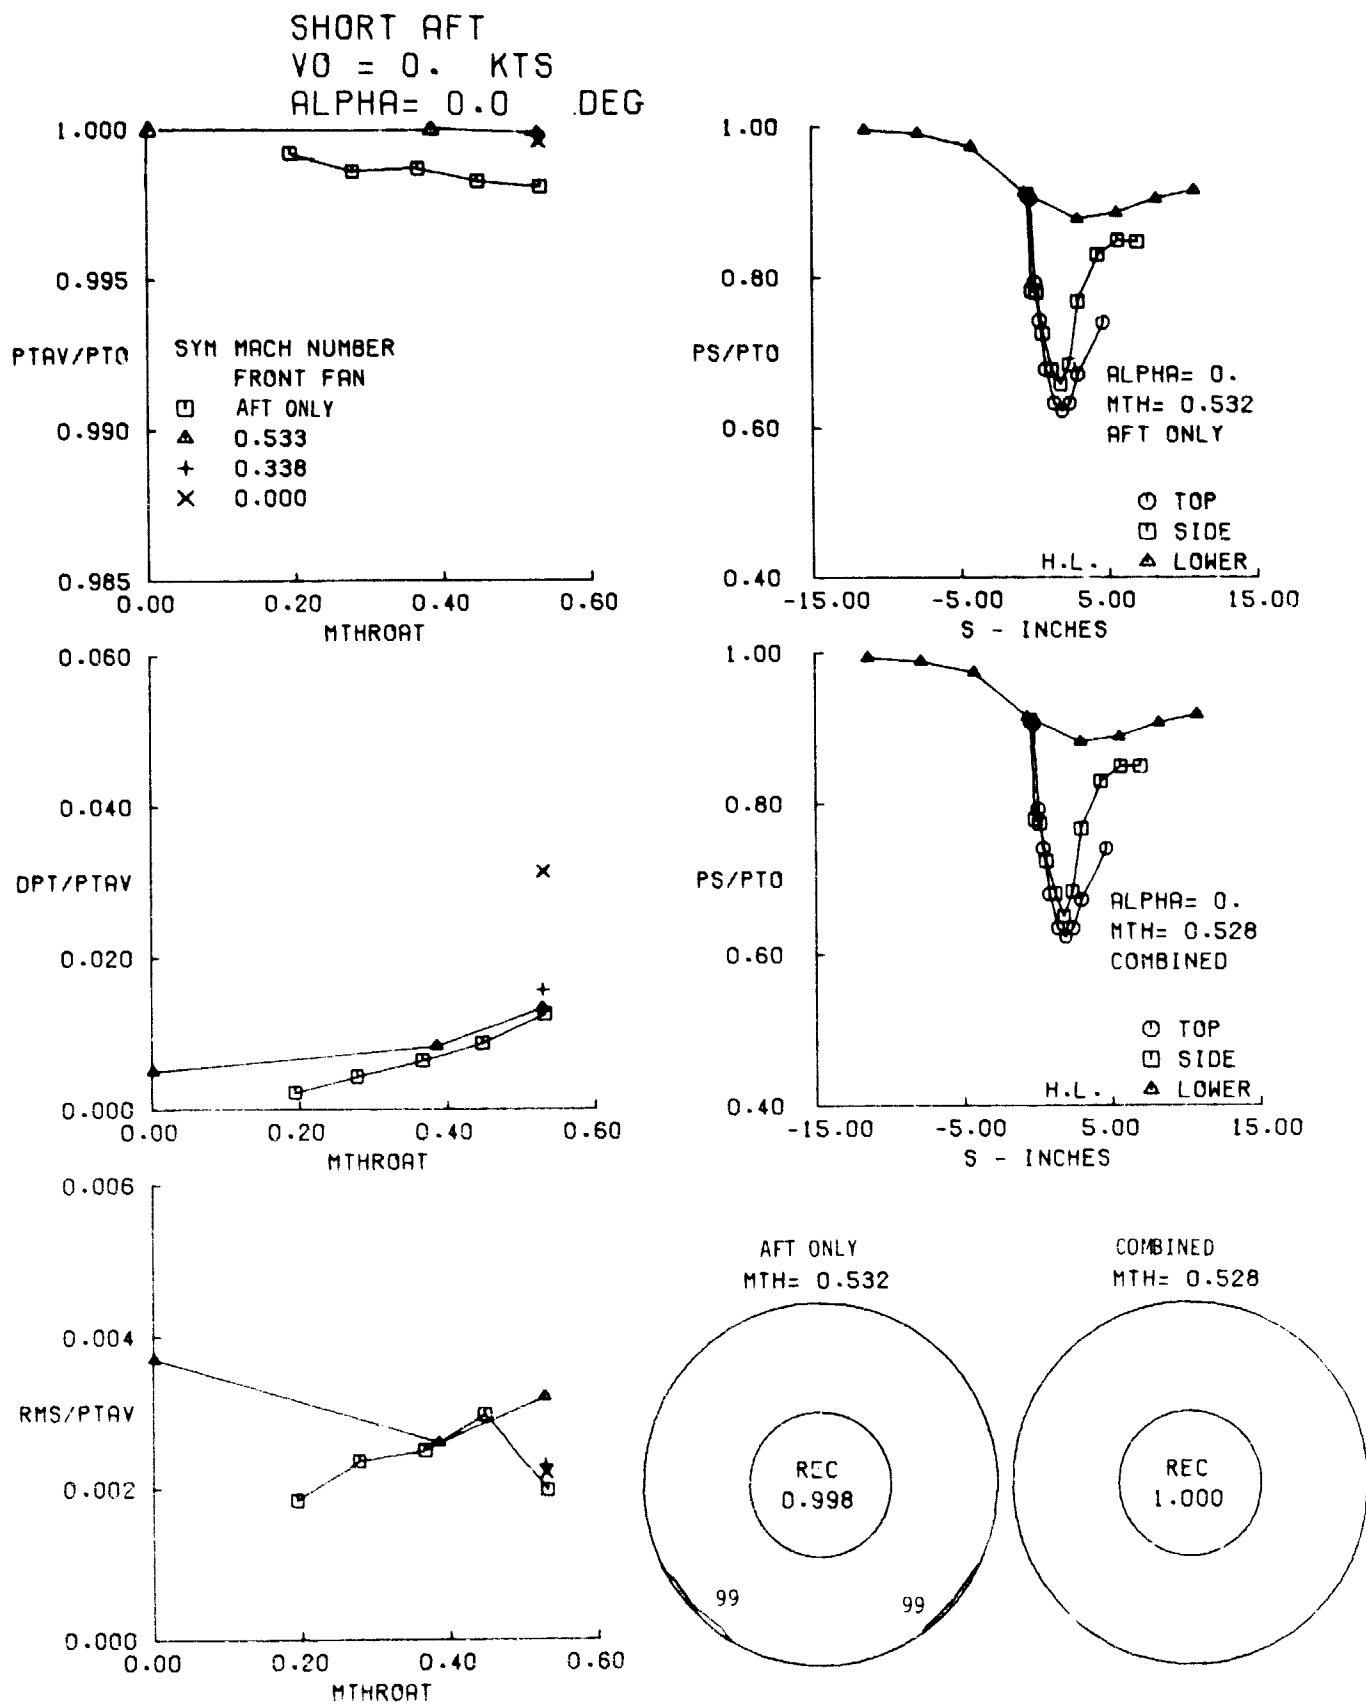 SHORT AFT
VO = 0. KTS
ALPHA= 0.0 DEG
1.000
0.995
PTAV/PTO
0.990
0.985
SYM MACH NUMBER
FRONT FAN
AFT ONLY
0.533
0.338
0.000
0.00 0.20 0.40 0.60
MTHROAT
1.00
0.80
PS/PTO
0.60
0.40
ALPHA= 0.
MTH= 0.532
AFT ONLY
TOP
SIDE
H.L. LOWER
-15.00 -5.00 5.00 15.00
S - INCHES
0.060
0.040
DPT/PTAV
0.020
0.000
0.00 0.20 0.40 0.60
MTHROAT
1.00
0.80
PS/PTO
0.60
0.40
ALPHA= 0.
MTH= 0.528
COMBINED
TOP
SIDE
H.L. LOWER
-15.00 -5.00 5.00 15.00
S - INCHES
0.006
0.004
RMS/PTAV
0.002
0.000
0.00 0.20 0.40 0.60
MTHROAT
AFT ONLY
MTH= 0.532
REC
0.998
99 99
COMBINED
MTH= 0.528
REC
1.000